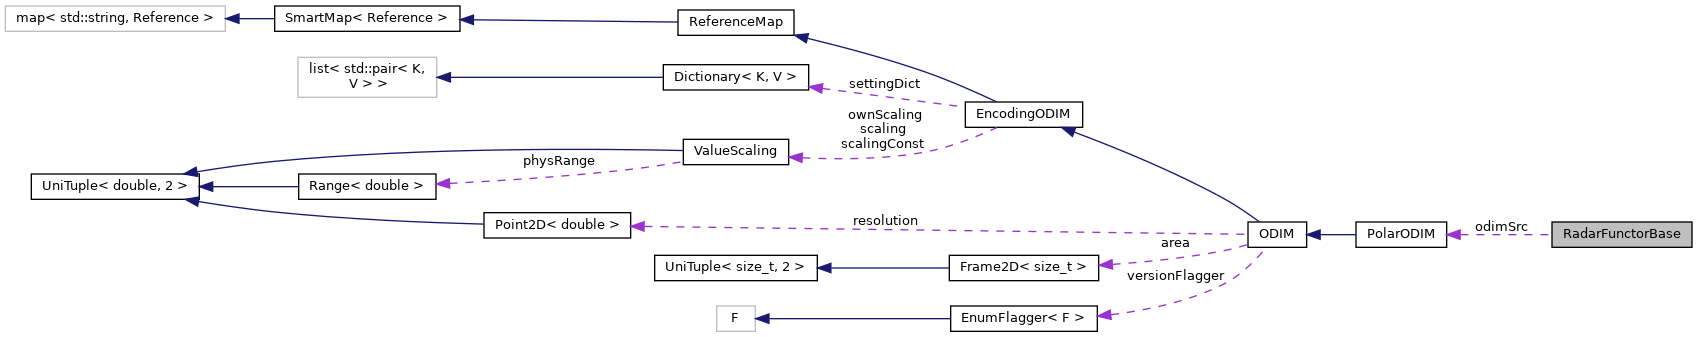 map< std::string, Reference >
SmartMap< Reference >
ReferenceMap
list< std::pair< K,
V > >
Dictionary< K, V >
settingDict
EncodingODIM
ownScaling
scaling
scalingConst
ValueScaling
physRange
UniTuple< double, 2 >
Range< double >
Point2D< double >
resolution
ODIM
PolarODIM
odimSrc
RadarFunctorBase
area
UniTuple< size_t, 2 >
Frame2D< size_t >
versionFlagger
F
EnumFlagger< F >